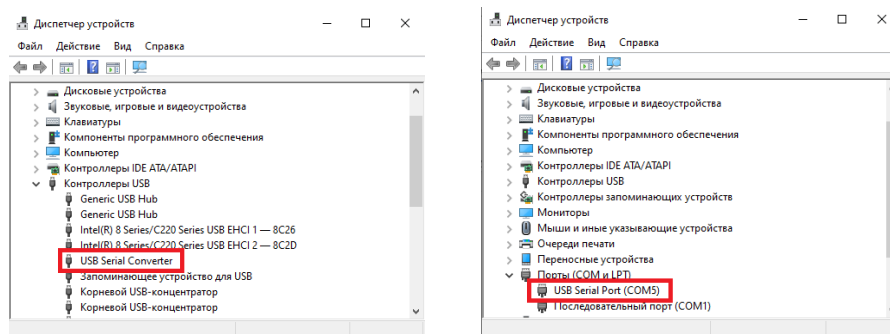 Диспетчер устройств
Файл Действие Вид Справка
Дисковые устройства
Звуковые, игровые и видеоустройства
Клавиатуры
Компоненты программного обеспечения
Компьютер
Контроллеры IDE ATA/ATAPI
Контроллеры USB
Generic USB Hub
Generic USB Hub
Intel(R) 8 Series/C220 Series USB EHCI 1 — 8C26
Intel(R) 8 Series/C220 Series USB EHCI 2 — 8C2D
USB Serial Converter
Запоминающее устройство для USB
Корневой USB-концентратор
Корневой USB-концентратор
Диспетчер устройств
Файл Действие Вид Справка
Дисковые устройства
Звуковые, игровые и видеоустройства
Клавиатуры
Компоненты программного обеспечения
Компьютер
Контроллеры IDE ATA/ATAPI
Контроллеры USB
Контроллеры запоминающих устройств
Мониторы
Мыши и иные указывающие устройства
Очереди печати
Переносные устройства
Порты (COM и LPT)
USB Serial Port (COM5)
Последовательный порт (COM1)